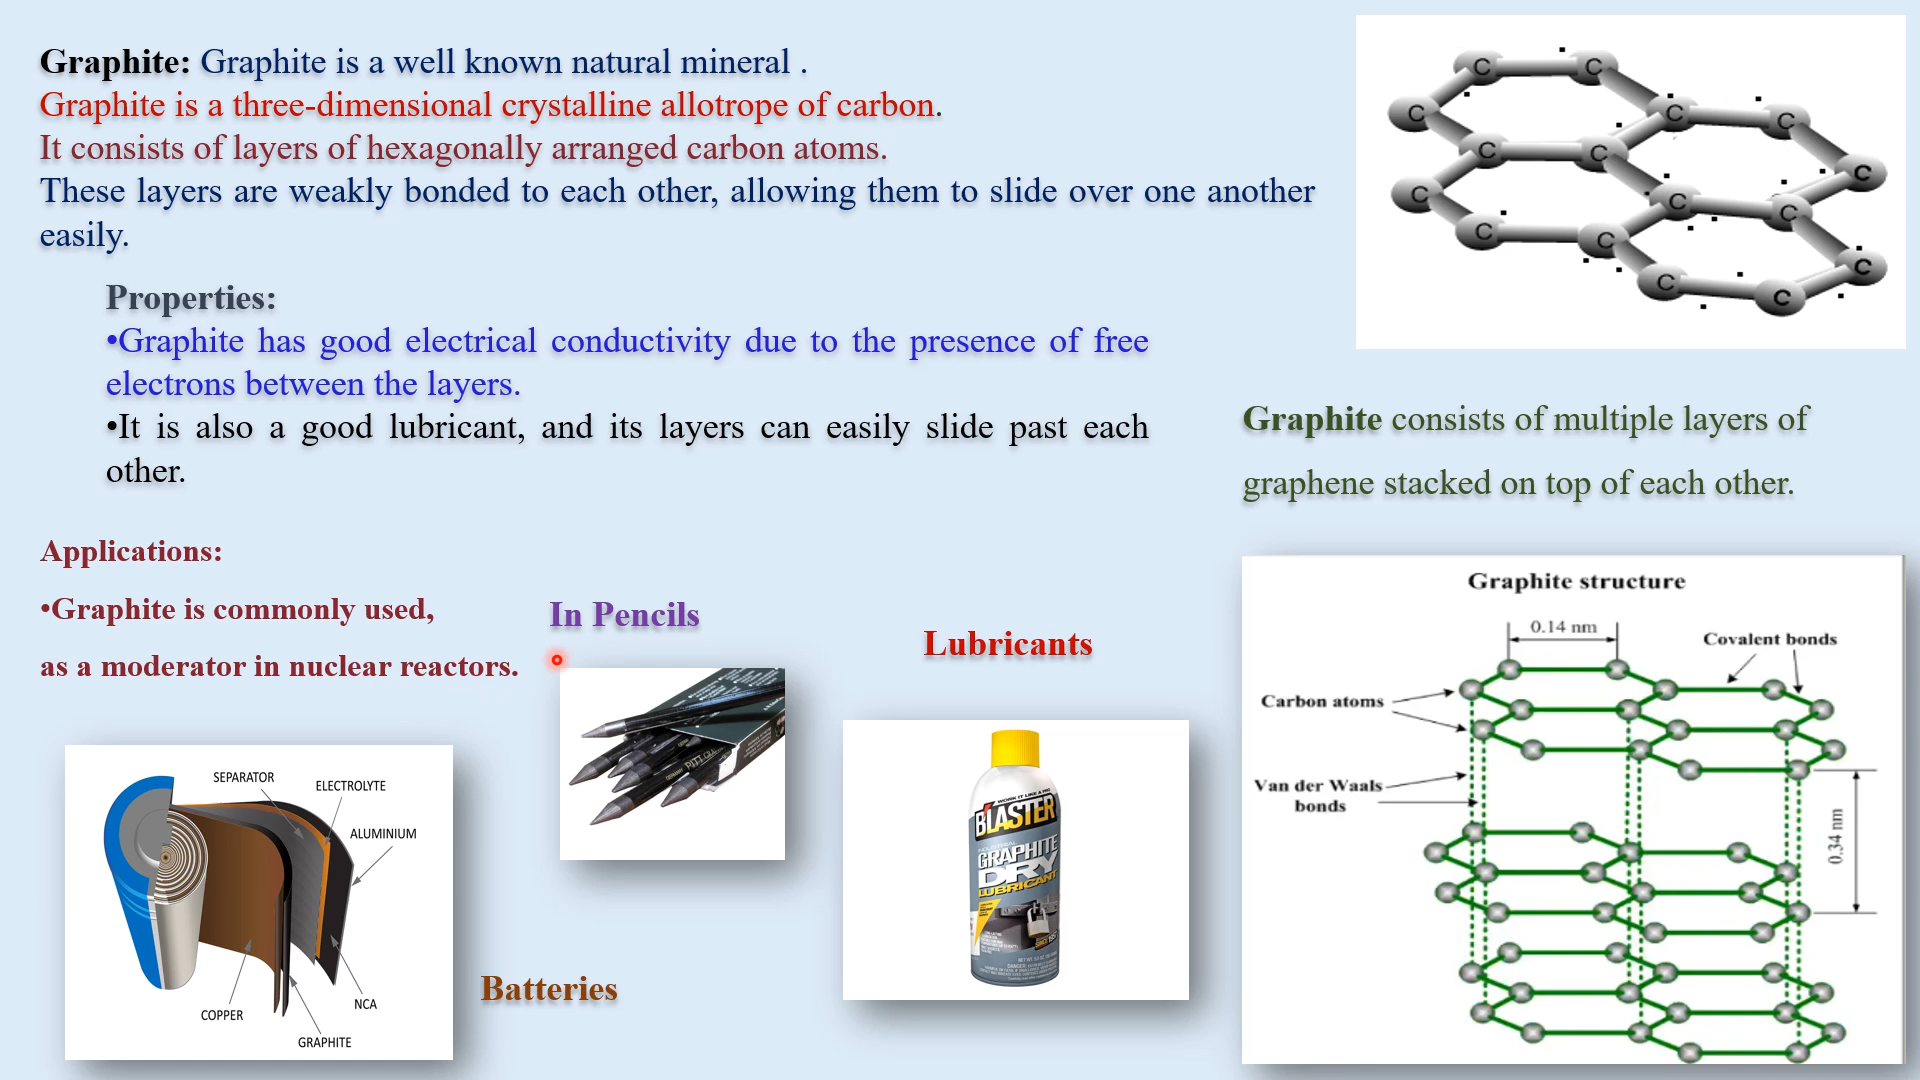 Graphite: Graphite is a well known natural mineral .
Graphite is a three-dimensional crystalline allotrope of carbon.
It consists of layers of hexagonally arranged carbon atoms.
These layers are weakly bonded to each other, allowing them to slide over one another
easily.
C C
C C C
C C C
C C C
C C C
C C
Properties:
•Graphite has good electrical conductivity due to the presence of free
electrons between the layers.
•It is also a good lubricant, and its layers can easily slide past each
other.
Graphite consists of multiple layers of
graphene stacked on top of each other.
Applications:
•Graphite is commonly used,
as a moderator in nuclear reactors.
In Pencils
Lubricants
SEPARATOR
ELECTROLYTE
ALUMINIUM
COPPER
NCA
GRAPHITE
Batteries
WORK IT LIKE A PRO
B'LASTER
INDUSTRIAL
GRAPHITE
DRY
LUBRICANT
Graphite structure
0.14 nm
Covalent bonds
Carbon atoms
Van der Waals
bonds
0.34 nm